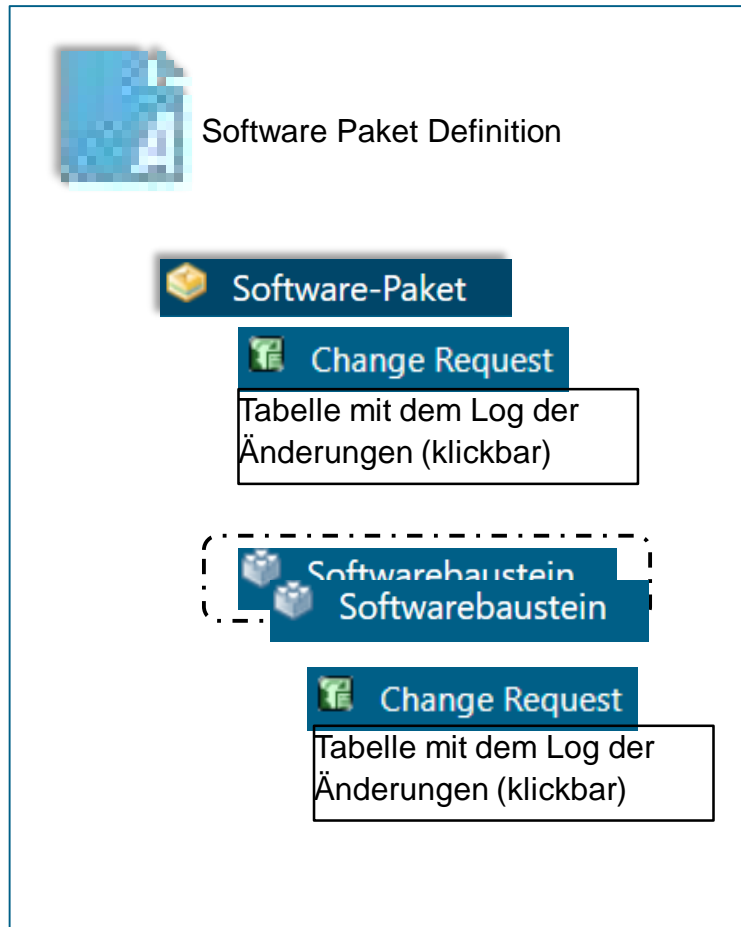 Software Paket Definition
Software-Paket
Change Request
Tabelle mit dem Log der
Änderungen (klickbar)
Softwarebaustein
Softwarebaustein
Change Request
Tabelle mit dem Log der
Änderungen (klickbar)